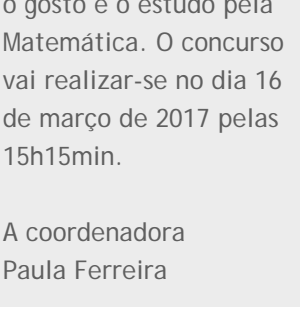 o gosto e o estudo pela
Matemática. O concurso
vai realizar-se no dia 16
de março de 2017 pelas
15h15min.
A coordenadora
Paula Ferreira